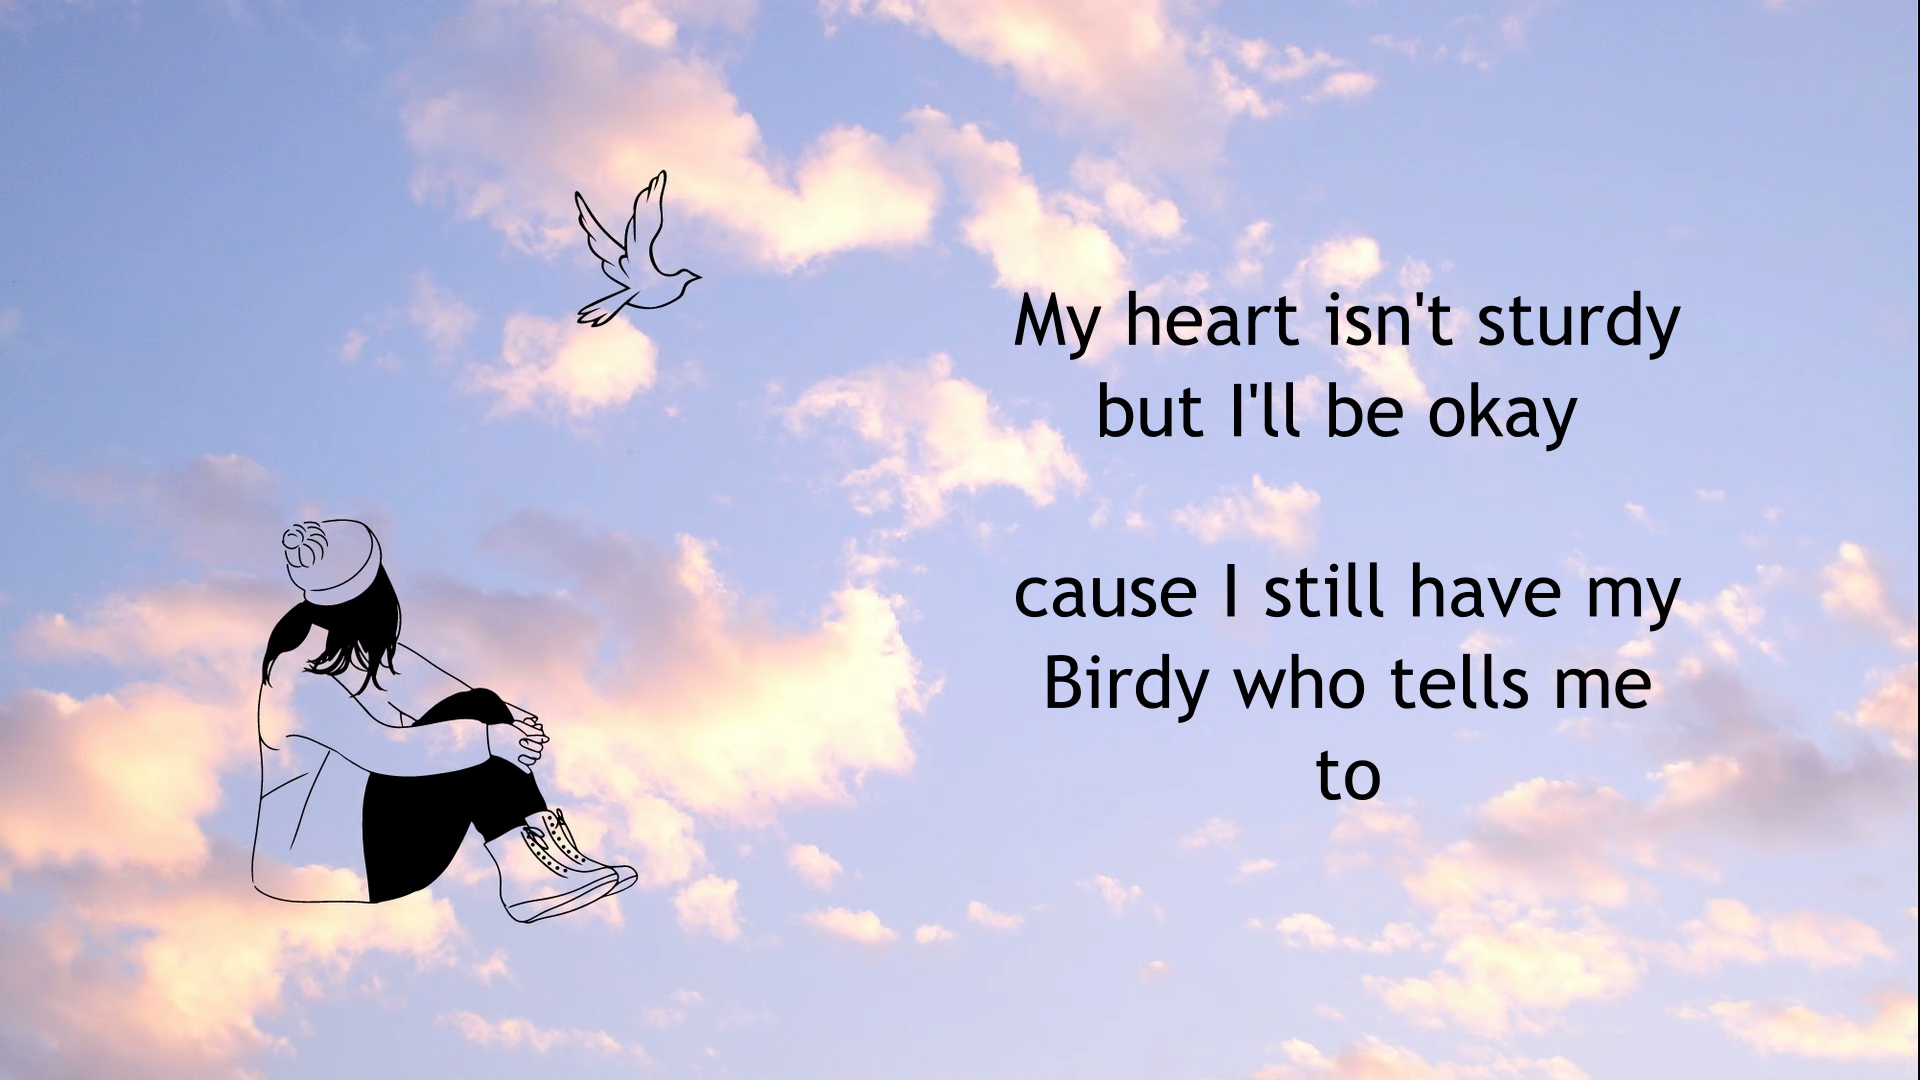 My heart isn't sturdy
but I'll be okay
cause I still have my
Birdy who tells me
to